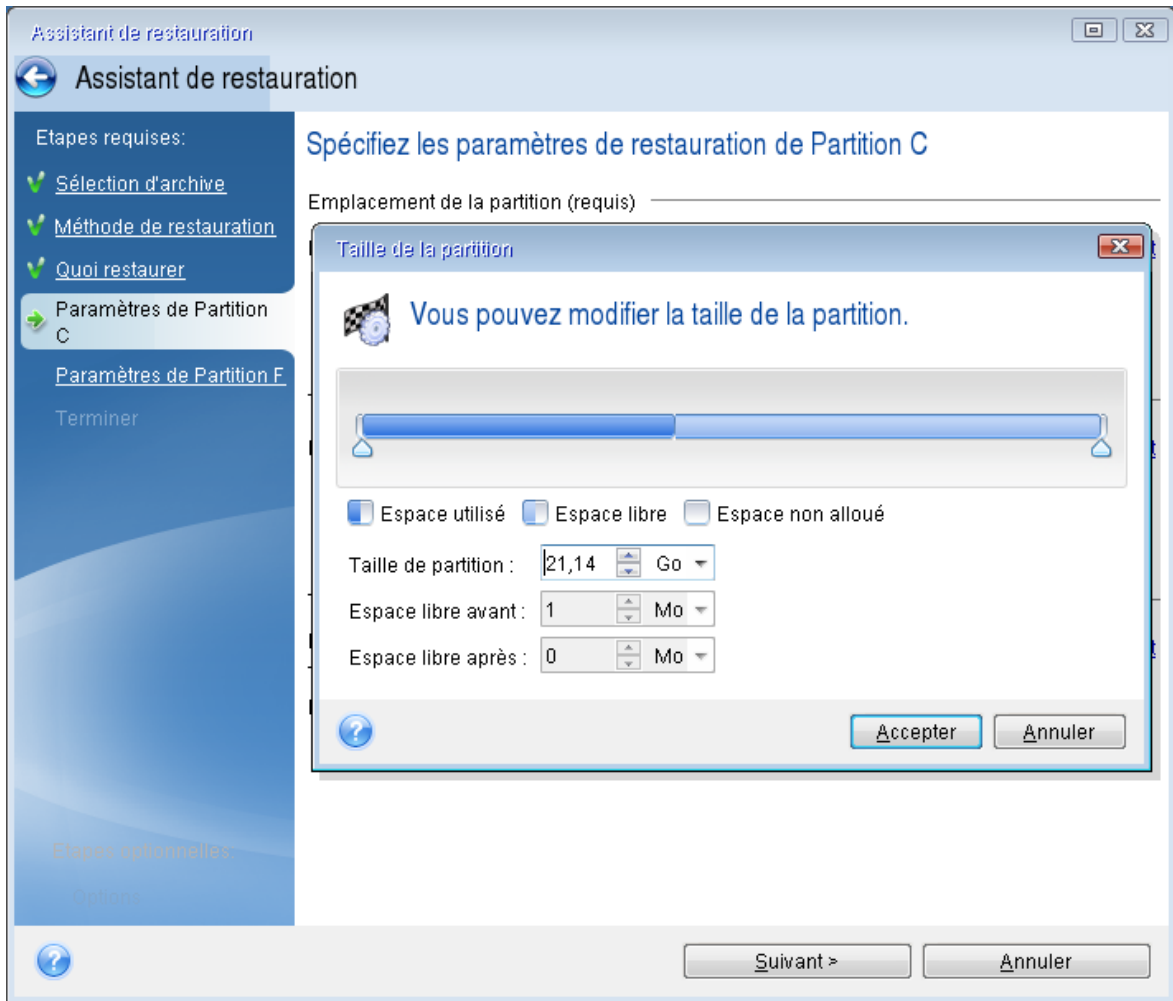 Assistant de restauration
Assistant de restauration
Etapes requises:
Sélection d'archive
Méthode de restauration
Quoi restaurer
Paramètres de Partition
C
Paramètres de Partition F
Terminer
Etapes optionnelles:
Options
Spécifiez les paramètres de restauration de Partition C
Emplacement de la partition (requis)
Taille de la partition
Vous pouvez modifier la taille de la partition.
Espace utilisé Espace libre Espace non alloué
Taille de partition : 21,14 Go
Espace libre avant : 1 Mo
Espace libre après : 0 Mo
Accepter Annuler
Suivant > Annuler